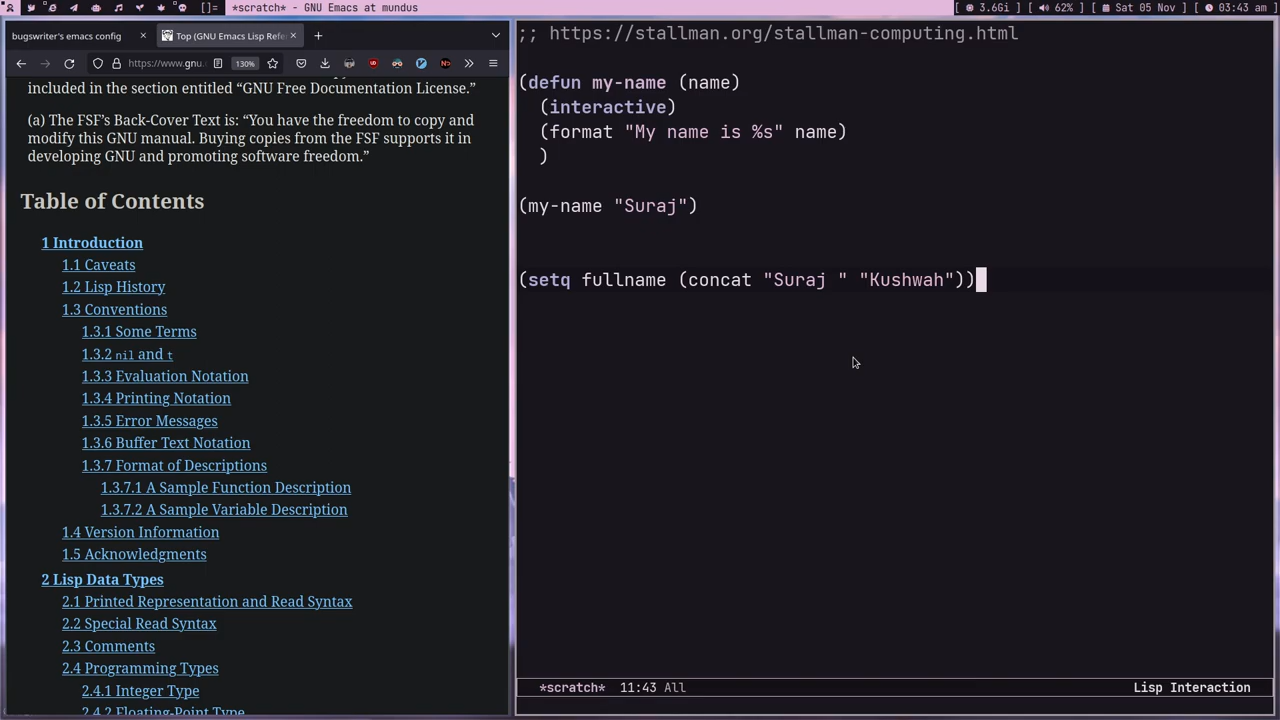 []= *scratch* - GNU Emacs at mundus [ 3.6Gi / 62% / Sat 05 Nov / 03:43 am ]
bugswriter's emacs config × Top (GNU Emacs Lisp Refe ×
https://www.gnu. 130%
included in the section entitled “GNU Free Documentation License.”
(a) The FSF's Back-Cover Text is: “You have the freedom to copy and
modify this GNU manual. Buying copies from the FSF supports it in
developing GNU and promoting software freedom.”
Table of Contents
1 Introduction
1.1 Caveats
1.2 Lisp History
1.3 Conventions
1.3.1 Some Terms
1.3.2 nil and t
1.3.3 Evaluation Notation
1.3.4 Printing Notation
1.3.5 Error Messages
1.3.6 Buffer Text Notation
1.3.7 Format of Descriptions
1.3.7.1 A Sample Function Description
1.3.7.2 A Sample Variable Description
1.4 Version Information
1.5 Acknowledgments
2 Lisp Data Types
2.1 Printed Representation and Read Syntax
2.2 Special Read Syntax
2.3 Comments
2.4 Programming Types
2.4.1 Integer Type
2.4.2 Floating-Point Type
;; https://stallman.org/stallman-computing.html
(defun my-name (name)
(interactive)
(format "My name is %s" name)
)
(my-name "Suraj")
(setq fullname (concat "Suraj " "Kushwah"))
*scratch* 11:43 All Lisp Interaction